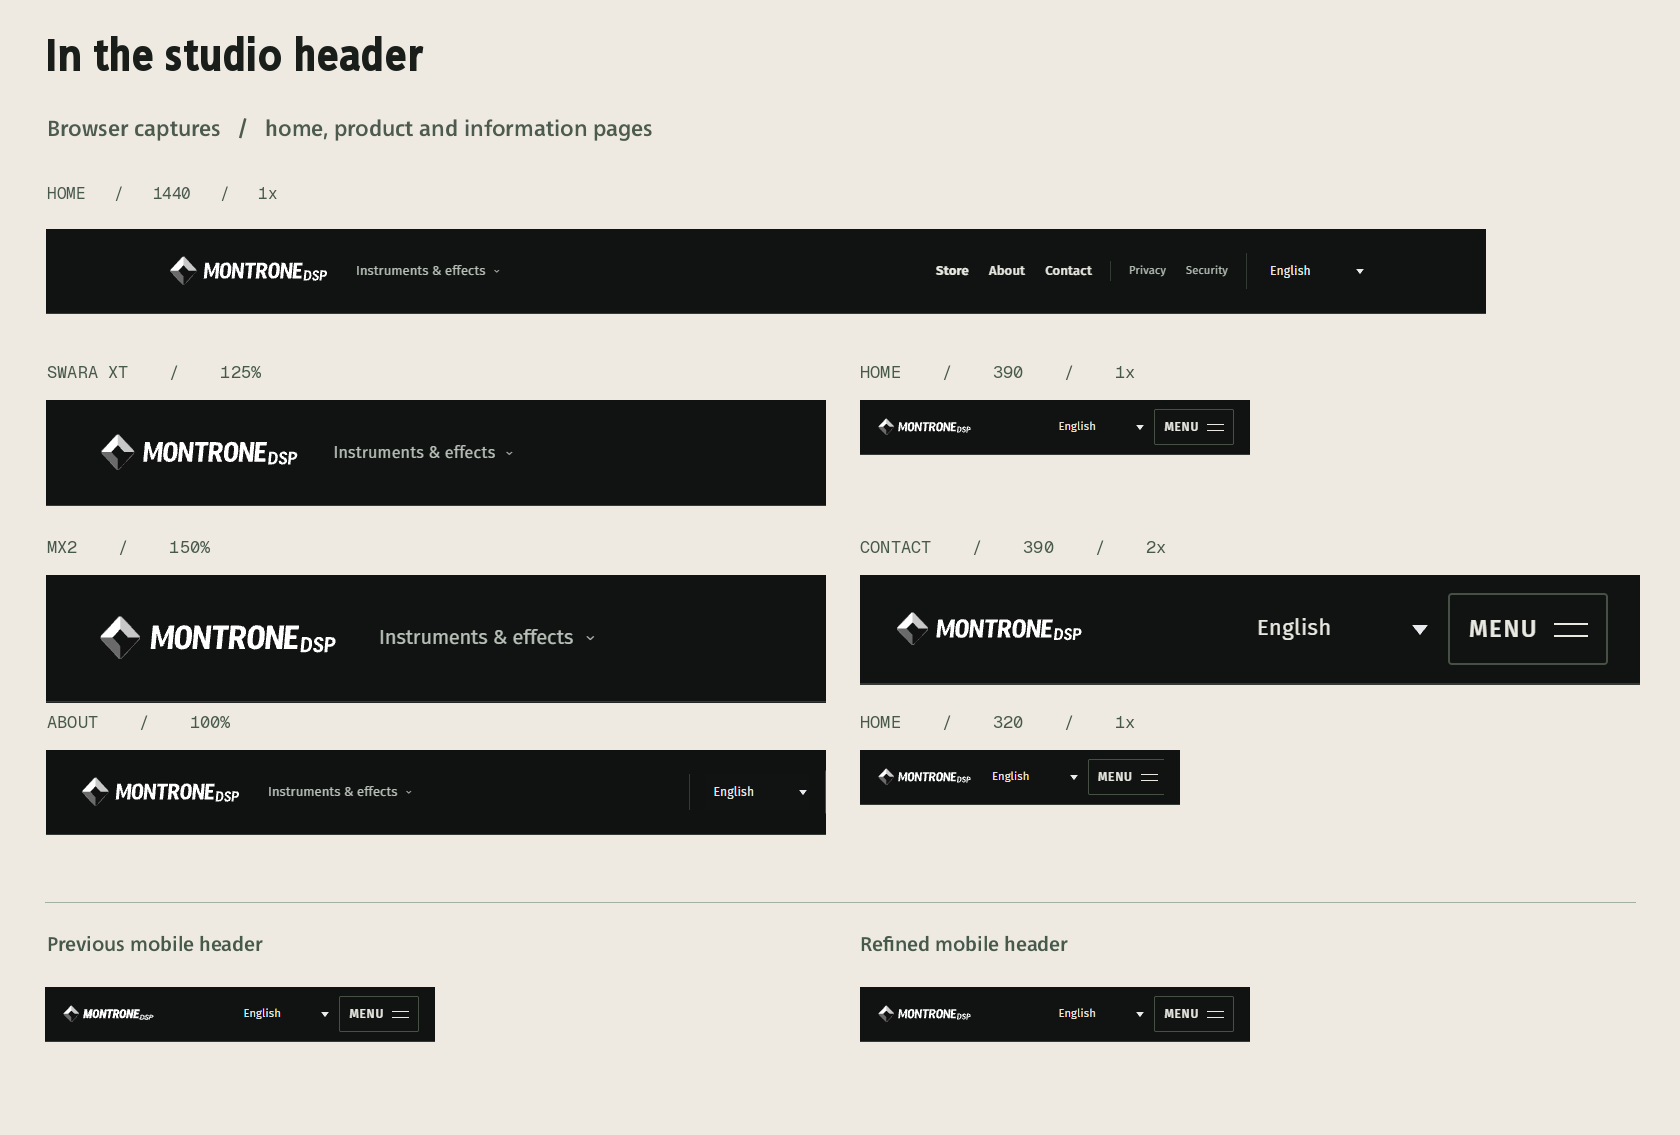 In the studio header
Browser captures / home, product and information pages
HOME / 1440 / 1x
MONTRONE DSP Instruments & effects Store About Contact Privacy Security English
SWARA XT / 125%
MONTRONE DSP Instruments & effects
HOME / 390 / 1x
MONTRONE DSP English MENU
MX2 / 150%
MONTRONE DSP Instruments & effects
CONTACT / 390 / 2x
MONTRONE DSP English MENU
ABOUT / 100%
MONTRONE DSP Instruments & effects English
HOME / 320 / 1x
MONTRONE DSP English MENU
Previous mobile header
MONTRONE DSP English MENU
Refined mobile header
MONTRONE DSP English MENU